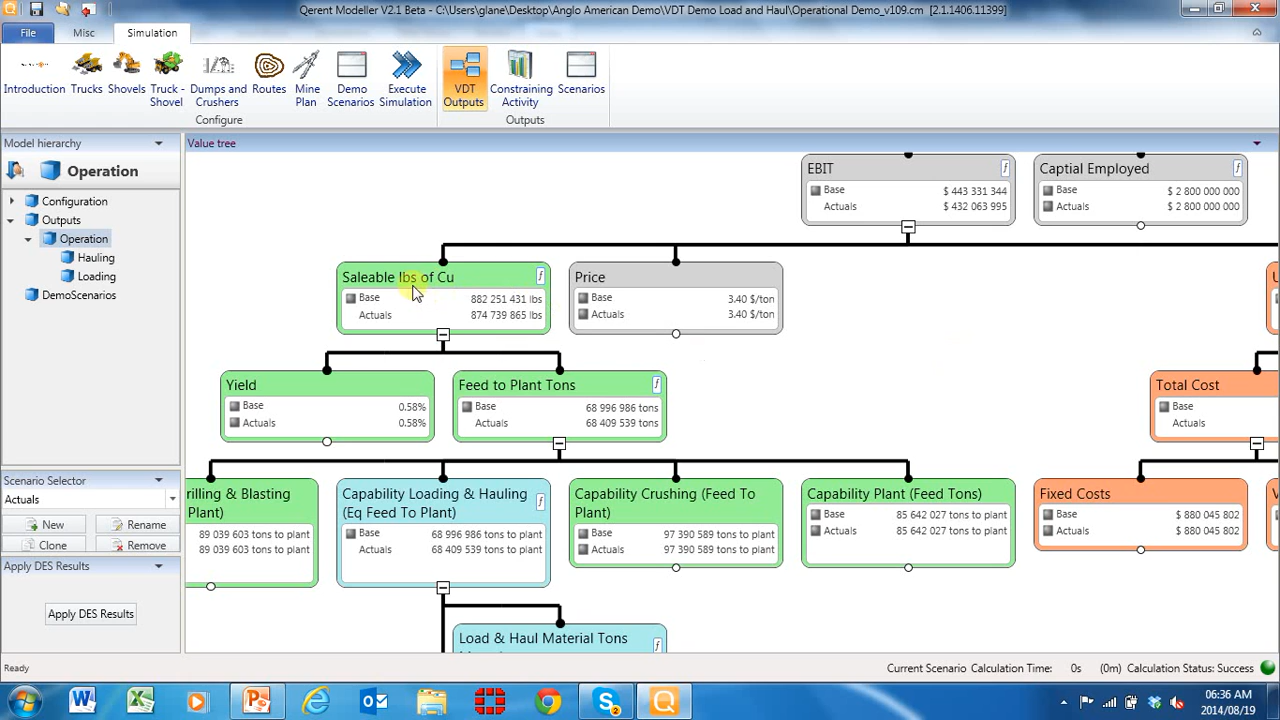 Qerent Modeller V2.1 Beta - C:\Users\glane\Desktop\Anglo American Demo\VDT Demo Load and Haul\Operational Demo_v109.cm [2.1.1406.11399]
File Misc Simulation
Introduction Trucks Shovels Truck - Shovel Dumps and Crushers Routes Mine Plan Demo Scenarios Execute Simulation VDT Outputs Constraining Activity Scenarios
Configure Outputs
Model hierarchy
Operation
Configuration
Outputs
Operation
Hauling
Loading
DemoScenarios
Scenario Selector
Actuals
New Rename
Clone Remove
Apply DES Results
Apply DES Results
Value tree
EBIT
Base $ 443 331 344
Actuals $ 432 063 995
Captial Employed
Base $ 2 800 000 000
Actuals $ 2 800 000 000
Saleable lbs of Cu
Base 882 251 431 lbs
Actuals 874 739 865 lbs
Price
Base 3.40 $/ton
Actuals 3.40 $/ton
Yield
Base 0.58%
Actuals 0.58%
Feed to Plant Tons
Base 68 996 986 tons
Actuals 68 409 539 tons
Total Cost
Base
Actuals
rilling & Blasting
Plant)
89 039 603 tons to plant
89 039 603 tons to plant
Capability Loading & Hauling
(Eq Feed To Plant)
Base 68 996 986 tons to plant
Actuals 68 409 539 tons to plant
Capability Crushing (Feed To
Plant)
Base 97 390 589 tons to plant
Actuals 97 390 589 tons to plant
Capability Plant (Feed Tons)
Base 85 642 027 tons to plant
Actuals 85 642 027 tons to plant
Fixed Costs
Base $ 880 045 802
Actuals $ 880 045 802
Load & Haul Material Tons
Ready Current Scenario Calculation Time: 0s (0m) Calculation Status: Success
06:36 AM
2014/08/19